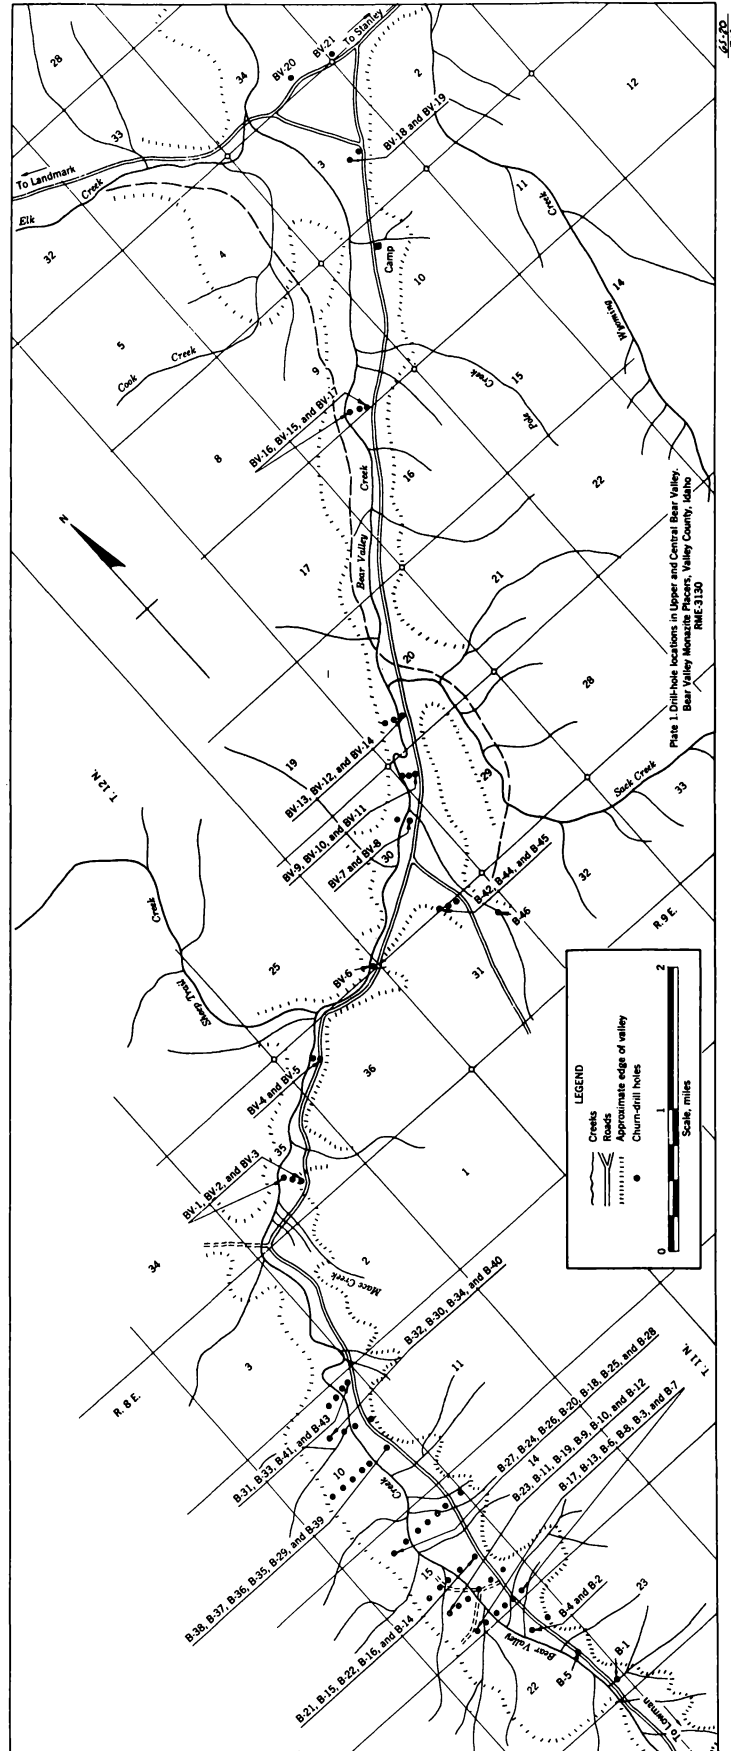 GS-20
28
34
BV-20
BV-21
To Stanley
2
12
33
To Landmark
3
BV-18 and BV-19
Elk
Creek
32
4
11
Creek
Camp
10
14
Wyoming
5
Cook
Creek
9
15
Creek
Pole
8
BV-16, BV-15, and BV-17
16
22
Creek
Bear Valley
N
17
21
20
28
19
T. 12 N.
BV-13, BV-12, and BV-14
BV-9, BV-10, and BV-11
BV-7 and BV-8
30
29
Sack Creek
33
32
Plate 1. Drill-hole locations in Upper and Central Bear Valley.
Bear Valley Monazite Placers, Valley County, Idaho
RME-3130
B-42, B-44, and B-45
B-46
R. 9 E.
Creek
Sheep Trail
25
BV-6
31
BV-4 and BV-5
36
BV-1, BV-2, and BV-3
35
1
34
2
Mace Creek
3
R. 8 E.
LEGEND
Creeks
Roads
Approximate edge of valley
Churn-drill holes
0
1
2
Scale, miles
B-32, B-30, B-34, and B-40
11
B-31, B-33, B-41, and B-43
10
Creek
B-38, B-37, B-36, B-35, B-29, and B-39
T. 11 N.
B-27, B-24, B-26, B-20, B-18, B-25, and B-28
14
B-23, B-11, B-19, B-9, B-10, and B-12
B-17, B-13, B-6, B-8, B-3, and B-7
15
B-21, B-15, B-22, B-16, and B-14
B-4 and B-2
23
Bear Valley
22
B-5
B-1
To Lowman